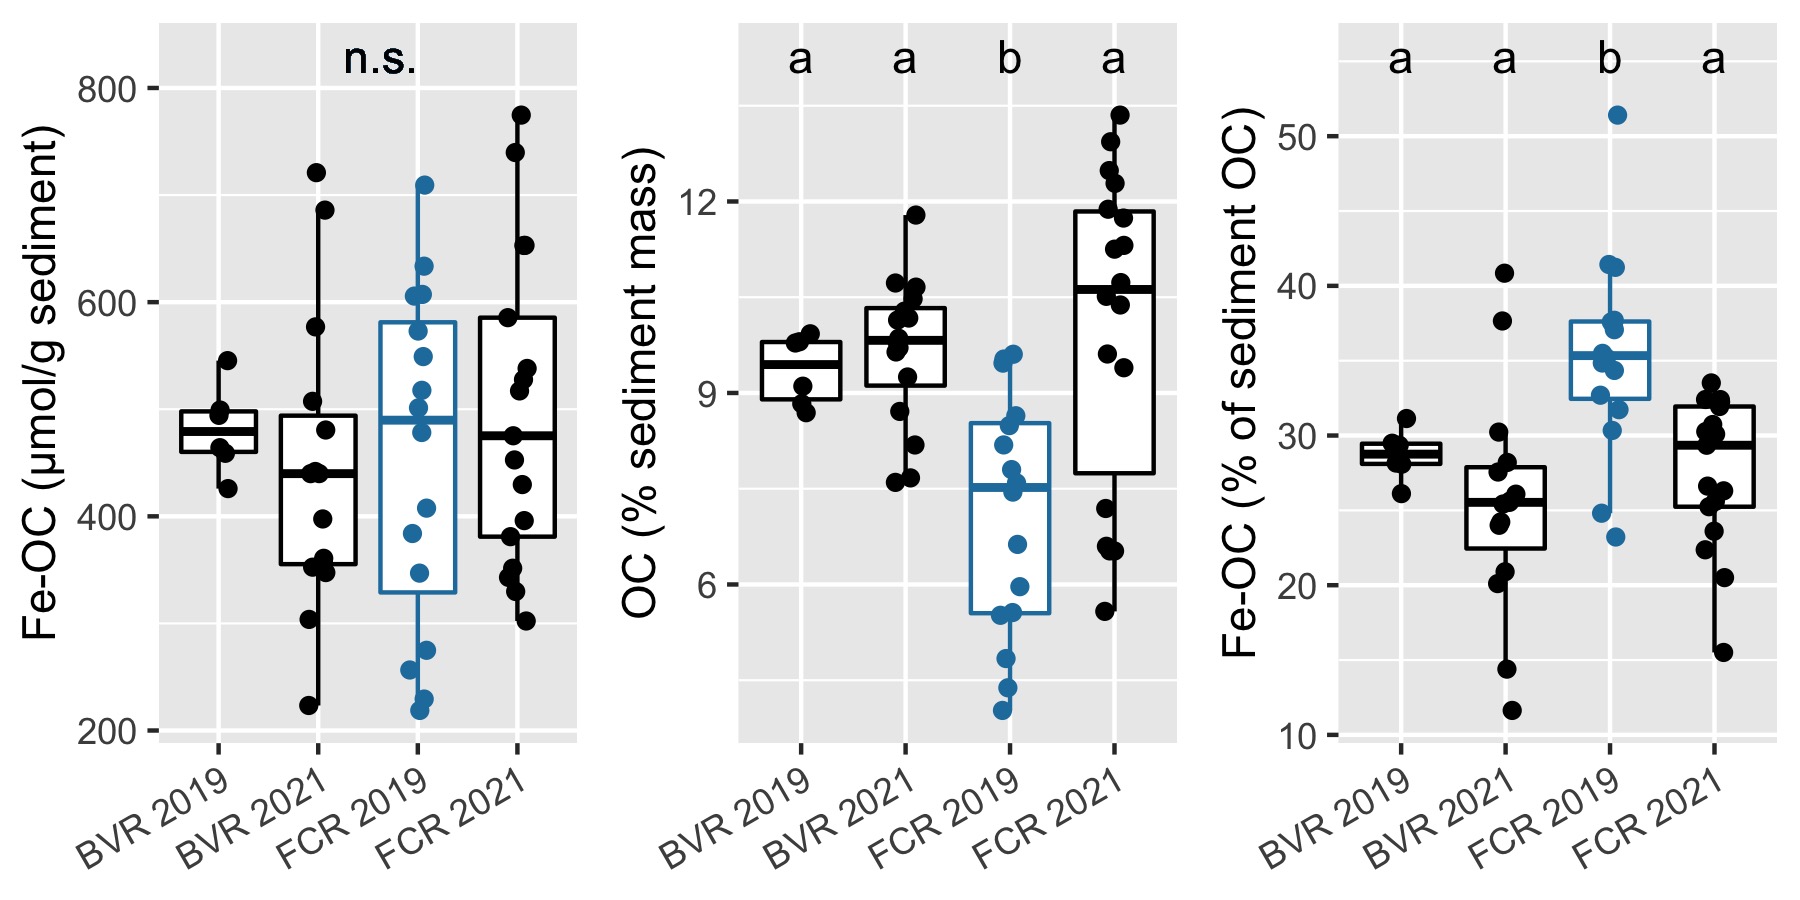 n.s.
Fe-OC (µmol/g sediment)
800
600
400
200
BVR 2019
BVR 2021
FCR 2019
FCR 2021
a a b a
OC (% sediment mass)
12
9
6
BVR 2019
BVR 2021
FCR 2019
FCR 2021
a a b a
Fe-OC (% of sediment OC)
50
40
30
20
10
BVR 2019
BVR 2021
FCR 2019
FCR 2021